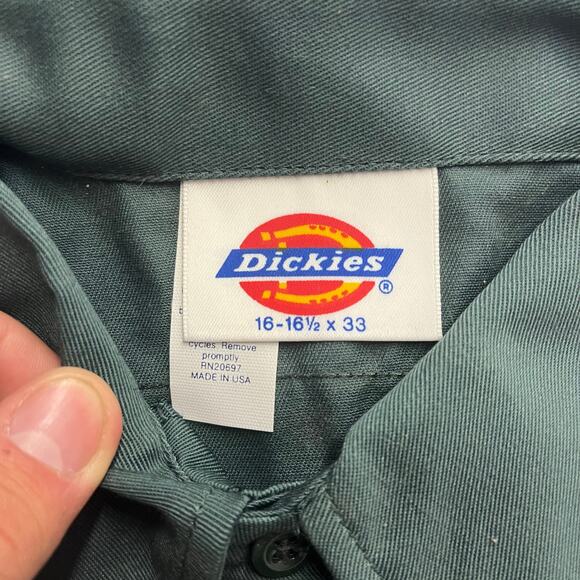 Dickies
®
16-16½ x 33
cycles. Remove
promptly
RN20697
MADE IN USA